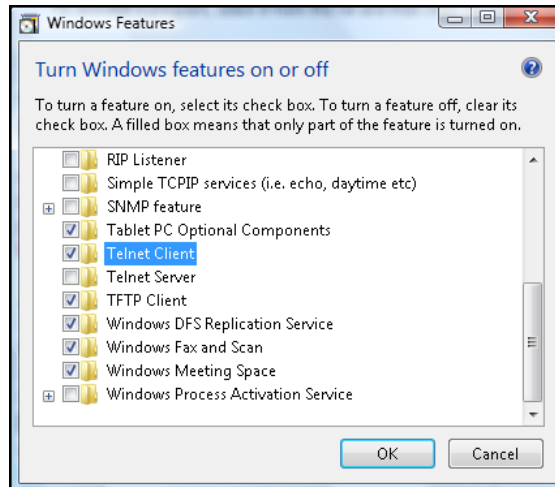 Windows Features
Turn Windows features on or off
To turn a feature on, select its check box. To turn a feature off, clear its
check box. A filled box means that only part of the feature is turned on.
RIP Listener
Simple TCPIP services (i.e. echo, daytime etc)
SNMP feature
Tablet PC Optional Components
Telnet Client
Telnet Server
TFTP Client
Windows DFS Replication Service
Windows Fax and Scan
Windows Meeting Space
Windows Process Activation Service
OK Cancel